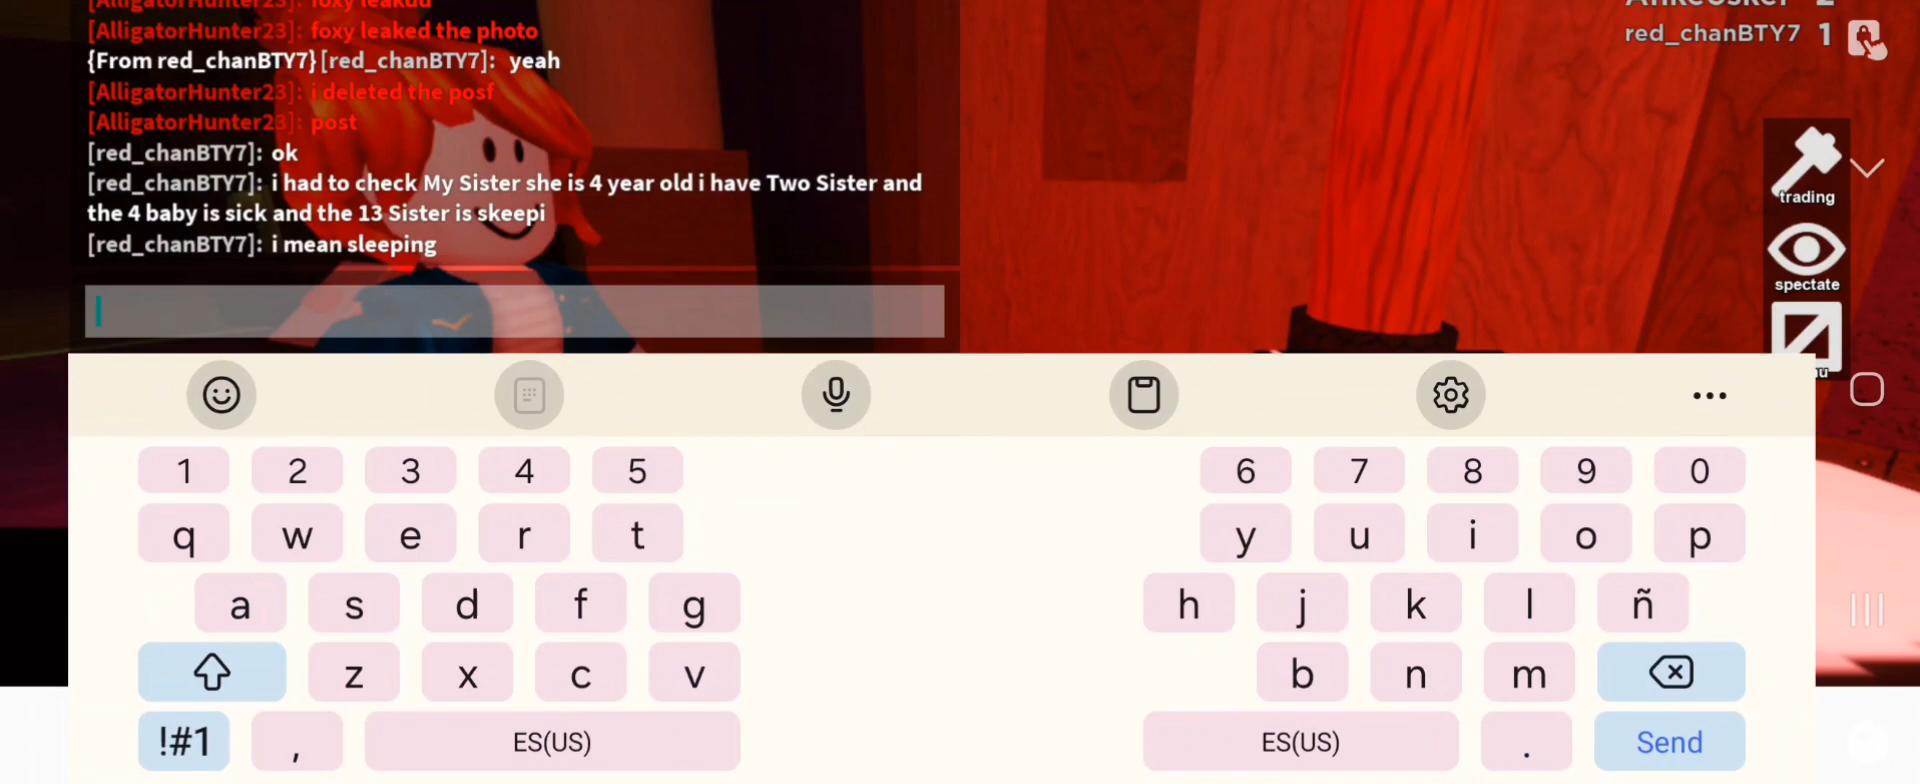 [AlligatorHunter23]: foxy leakud
[AlligatorHunter23]: foxy leaked the photo
{From red_chanBTY7}[red_chanBTY7]: yeah
[AlligatorHunter23]: i deleted the posf
[AlligatorHunter23]: post
[red_chanBTY7]: ok
[red_chanBTY7]: i had to check My Sister she is 4 year old i have Two Sister and
the 4 baby is sick and the 13 Sister is skeepi
[red_chanBTY7]: i mean sleeping
red_chanBTY7 1
trading
spectate
1 2 3 4 5 6 7 8 9 0
q w e r t y u i o p
a s d f g h j k l ñ
z x c v b n m
!#1 , ES(US) ES(US) . Send